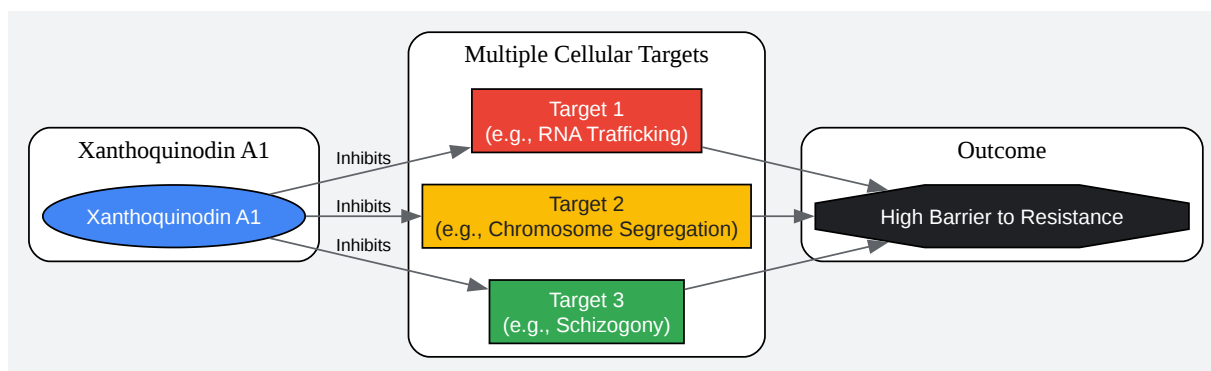 Xanthoquinodin A1
Xanthoquinodin A1
Inhibits
Inhibits
Inhibits
Multiple Cellular Targets
Target 1
(e.g., RNA Trafficking)
Target 2
(e.g., Chromosome Segregation)
Target 3
(e.g., Schizogony)
Outcome
High Barrier to Resistance